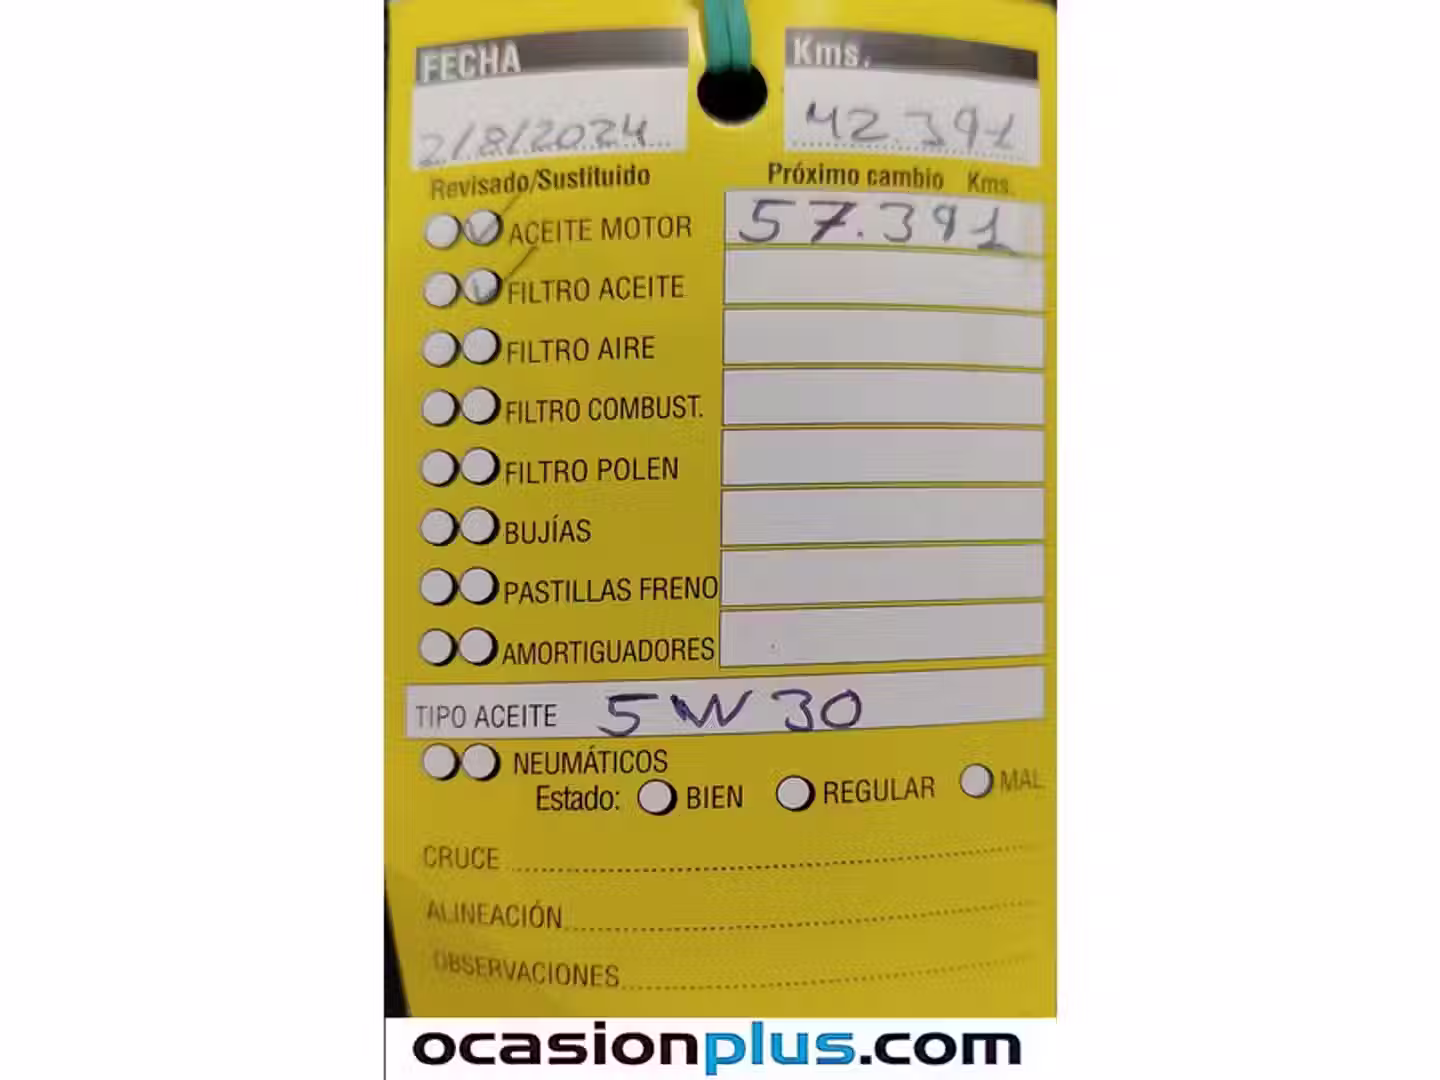 FECHA Kms.
2/8/2024 42.391
Revisado/Sustituido Próximo cambio Kms.
ACEITE MOTOR 57.391
FILTRO ACEITE
FILTRO AIRE
FILTRO COMBUST.
FILTRO POLEN
BUJÍAS
PASTILLAS FRENO
AMORTIGUADORES
TIPO ACEITE 5W30
NEUMÁTICOS
Estado: BIEN REGULAR MAL
CRUCE
ALINEACIÓN
OBSERVACIONES
ocasionplus.com